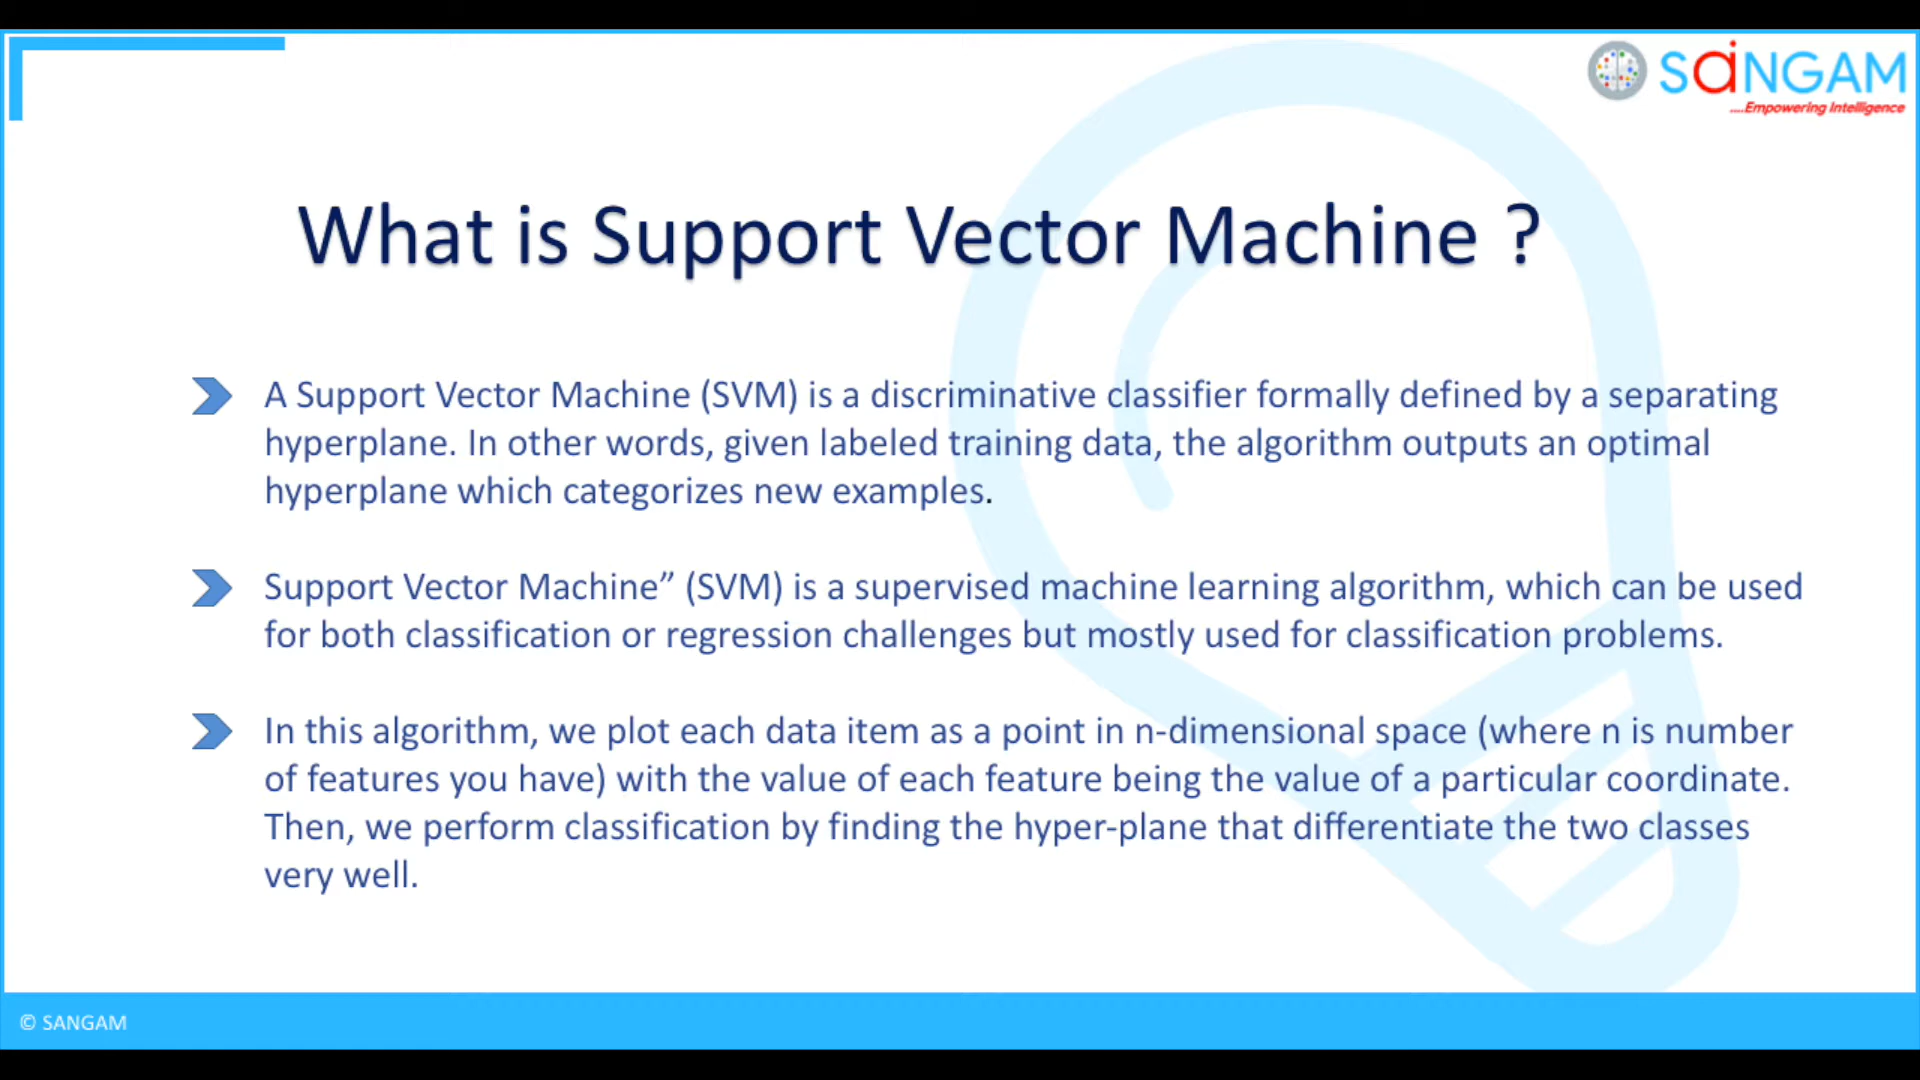 SaiNGAM
....Empowering Intelligence
What is Support Vector Machine ?
A Support Vector Machine (SVM) is a discriminative classifier formally defined by a separating
hyperplane. In other words, given labeled training data, the algorithm outputs an optimal
hyperplane which categorizes new examples.
Support Vector Machine” (SVM) is a supervised machine learning algorithm, which can be used
for both classification or regression challenges but mostly used for classification problems.
In this algorithm, we plot each data item as a point in n-dimensional space (where n is number
of features you have) with the value of each feature being the value of a particular coordinate.
Then, we perform classification by finding the hyper-plane that differentiate the two classes
very well.
© SANGAM